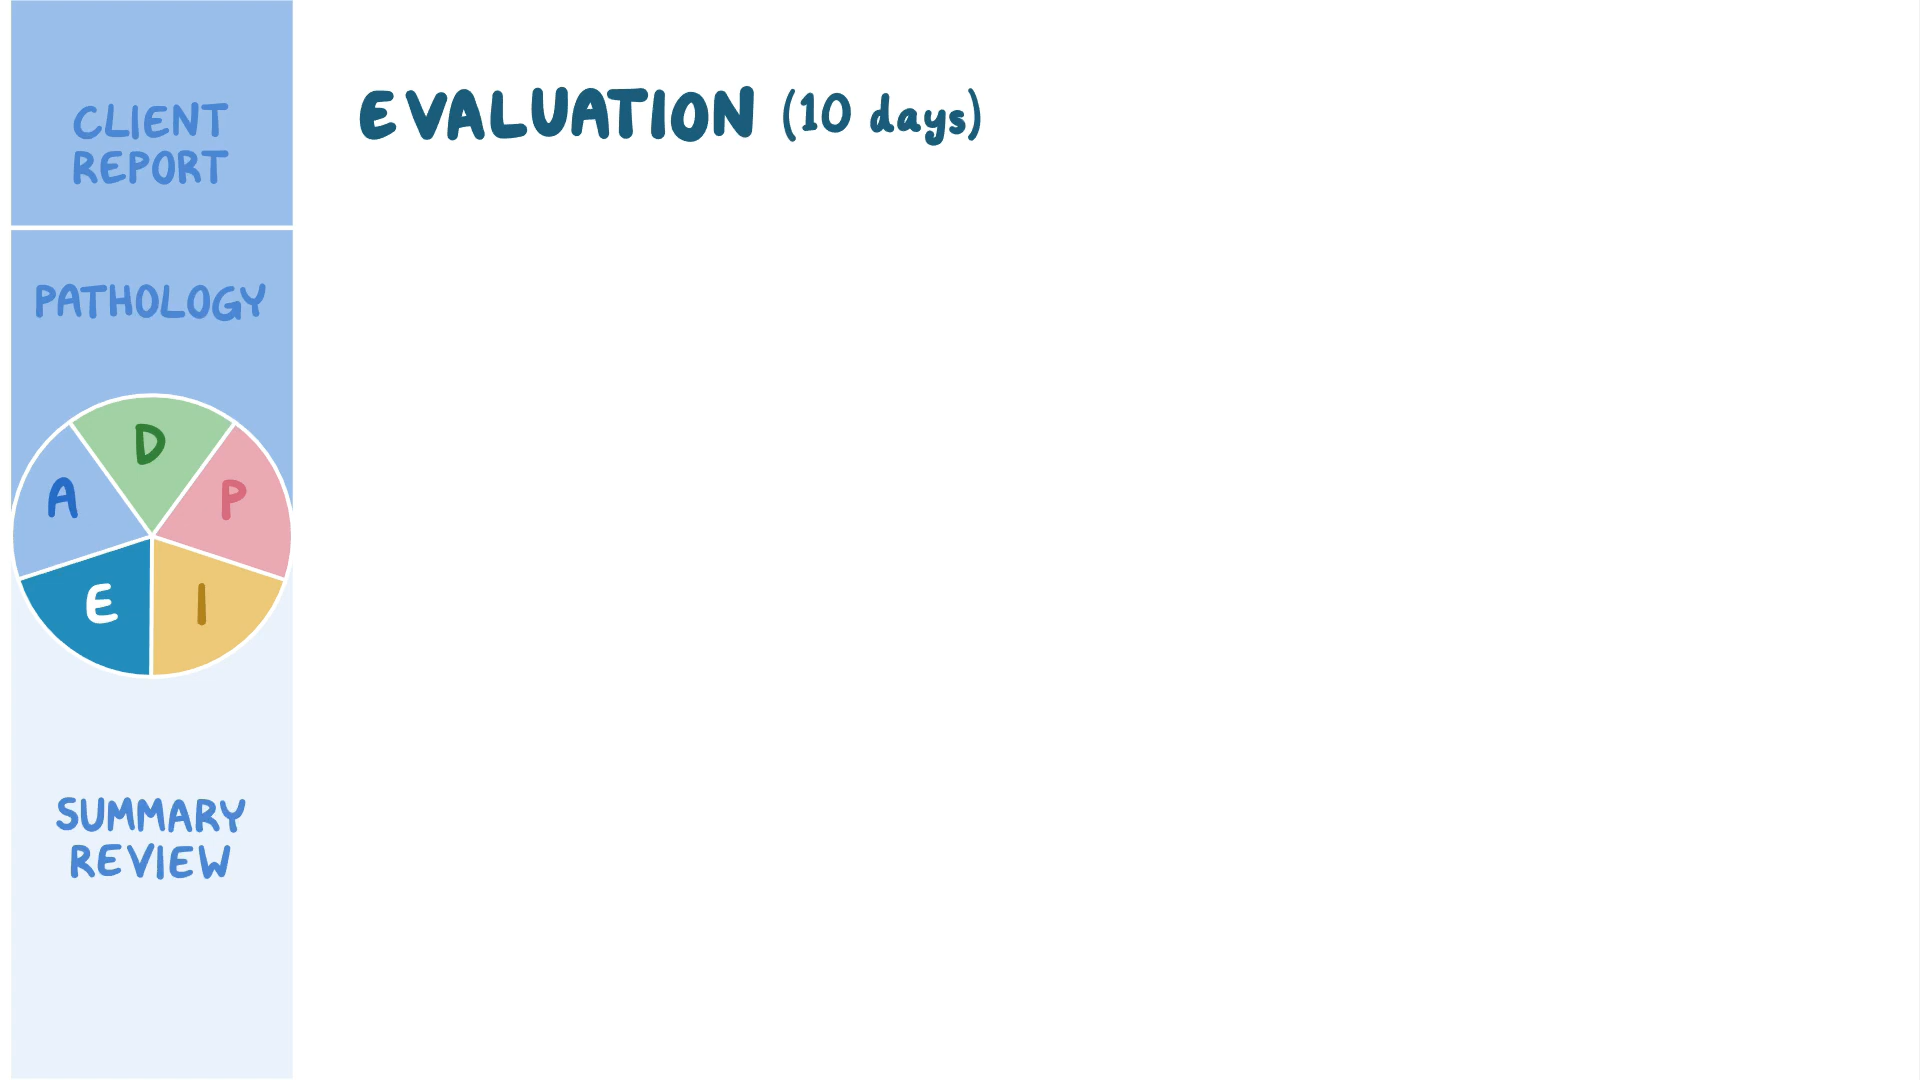 CLIENT
REPORT
PATHOLOGY
D
A
P
E
I
SUMMARY
REVIEW
EVALUATION (10 days)